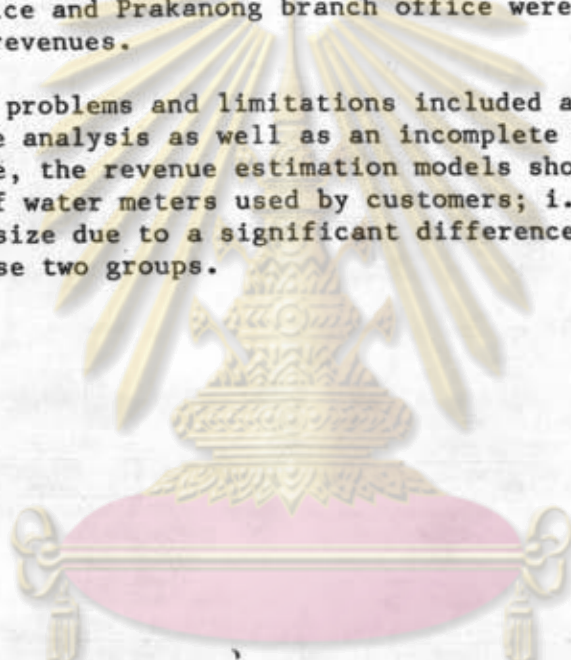 ice and Prakanong branch office were
revenues.
problems and limitations included a
e analysis as well as an incomplete
e, the revenue estimation models sho
f water meters used by customers; i.
size due to a significant difference
se two groups.